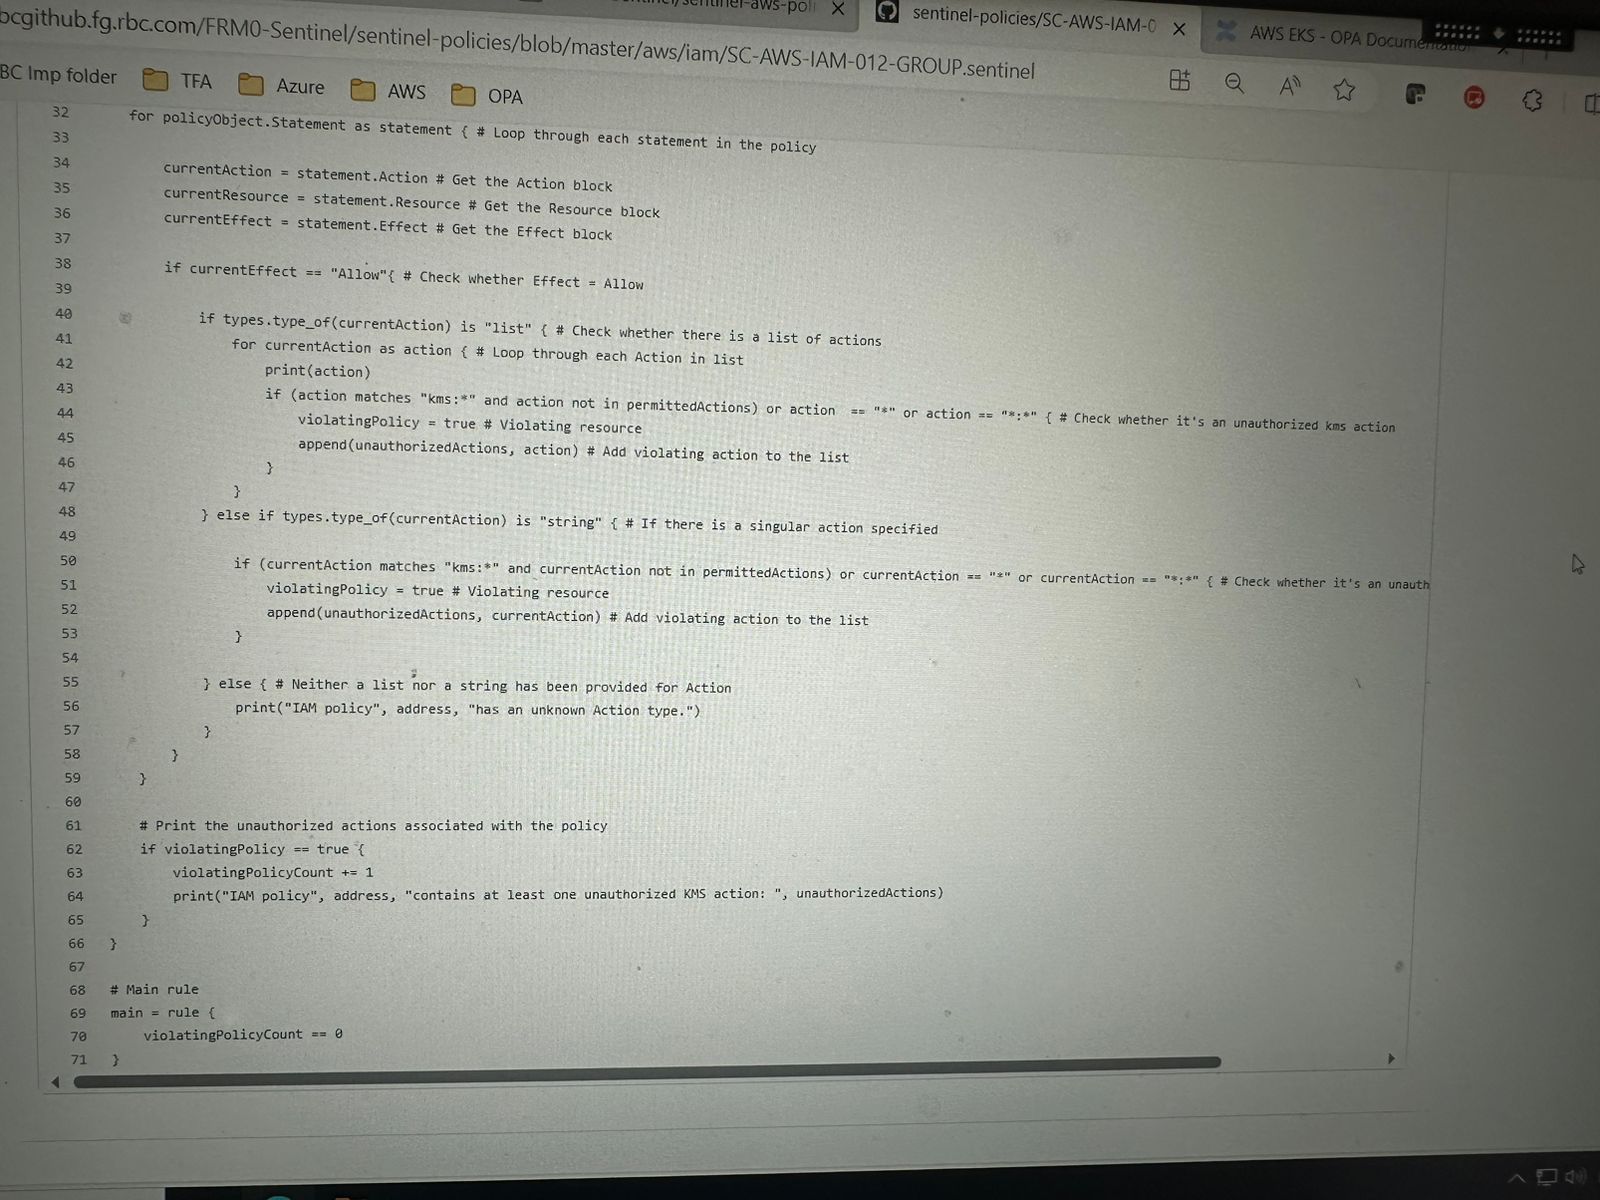 sentinel-policies/SC-AWS-IAM-0
AWS EKS - OPA
bcgithub.fg.rbc.com/FRM0-Sentinel/sentinel-policies/blob/master/aws/iam/SC-AWS-IAM-012-GROUP.sentinel
BC Imp folder TFA Azure AWS OPA
32 for policyObject.Statement as statement { # Loop through each statement in the policy
33
34 currentAction = statement.Action # Get the Action block
35 currentResource = statement.Resource # Get the Resource block
36 currentEffect = statement.Effect # Get the Effect block
37
38 if currentEffect == "Allow"{ # Check whether Effect = Allow
39
40 if types.type_of(currentAction) is "list" { # Check whether there is a list of actions
41 for currentAction as action { # Loop through each Action in list
42 print(action)
43 if (action matches "kms:*" and action not in permittedActions) or action == "*" or action == "*:*" { # Check whether it's an unauthorized kms action
44 violatingPolicy = true # Violating resource
45 append(unauthorizedActions, action) # Add violating action to the list
46 }
47 }
48 } else if types.type_of(currentAction) is "string" { # If there is a singular action specified
49
50 if (currentAction matches "kms:*" and currentAction not in permittedActions) or currentAction == "*" or currentAction == "*:*" { # Check whether it's an unauth
51 violatingPolicy = true # Violating resource
52 append(unauthorizedActions, currentAction) # Add violating action to the list
53 }
54
55 } else { # Neither a list nor a string has been provided for Action
56 print("IAM policy", address, "has an unknown Action type.")
57 }
58 }
59 }
60
61 # Print the unauthorized actions associated with the policy
62 if violatingPolicy == true {
63 violatingPolicyCount += 1
64 print("IAM policy", address, "contains at least one unauthorized KMS action: ", unauthorizedActions)
65 }
66 }
67
68 # Main rule
69 main = rule {
70 violatingPolicyCount == 0
71 }